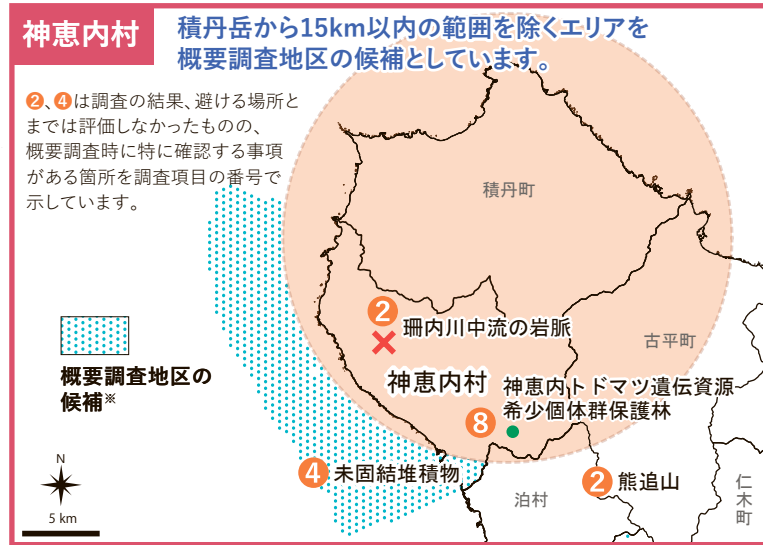 神恵内村
積丹岳から15km以内の範囲を除くエリアを
概要調査地区の候補としています。
❷、❹は調査の結果、避ける場所と
までは評価しなかったものの、
概要調査時に特に確認する事項
がある箇所を調査項目の番号で
示しています。
積丹町
2
珊内川中流の岩脈
古平町
概要調査地区の
候補※
神恵内村
神恵内トドマツ遺伝資源
希少個体群保護林
8
4 未固結堆積物
2 熊追山
泊村
仁木町
N
5 km